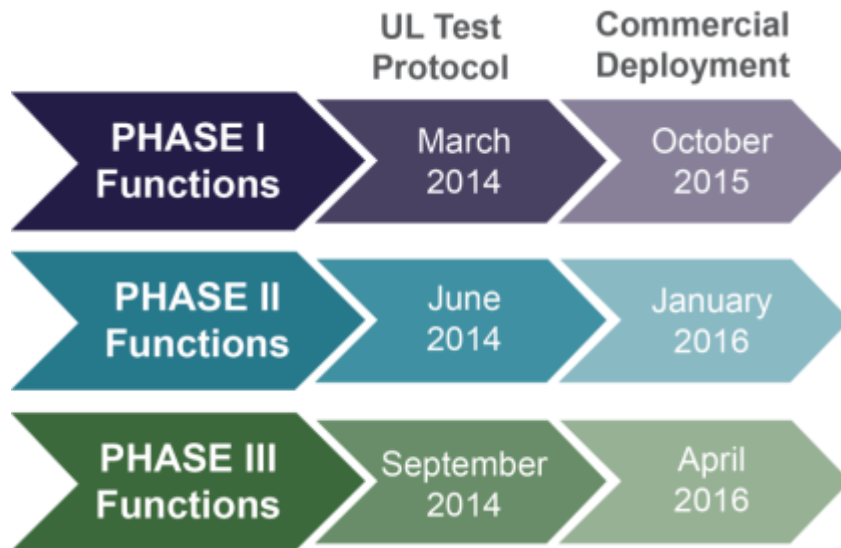 UL Test
Protocol
Commercial
Deployment
PHASE I
Functions
March
2014
October
2015
PHASE II
Functions
June
2014
January
2016
PHASE III
Functions
September
2014
April
2016